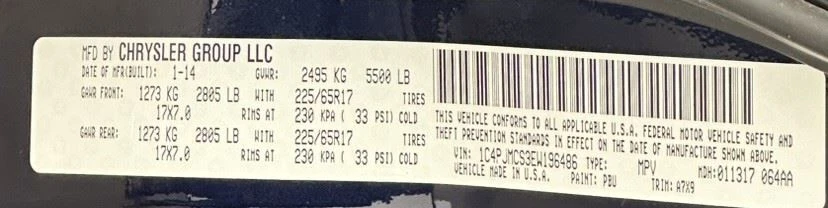 MFD BY CHRYSLER GROUP LLC
DATE OF MFR(BUILT): 1-14 GVWR: 2495 KG 5500 LB
GAWR FRONT: 1273 KG 2805 LB WITH 225/65R17 TIRES
17X7.0 RIMS AT 230 KPA ( 33 PSI) COLD
GAWR REAR: 1273 KG 2805 LB WITH 225/65R17 TIRES
17X7.0 RIMS AT 230 KPA ( 33 PSI) COLD
THIS VEHICLE CONFORMS TO ALL APPLICABLE U.S.A. FEDERAL MOTOR VEHICLE SAFETY AND
THEFT PREVENTION STANDARDS IN EFFECT ON THE DATE OF MANUFACTURE SHOWN ABOVE.
VIN: 1C4PJMCS3EW196486 TYPE: MPV MDH:011317 064AA
VEHICLE MADE IN U.S.A. PAINT: PBU TRIM: A7X9